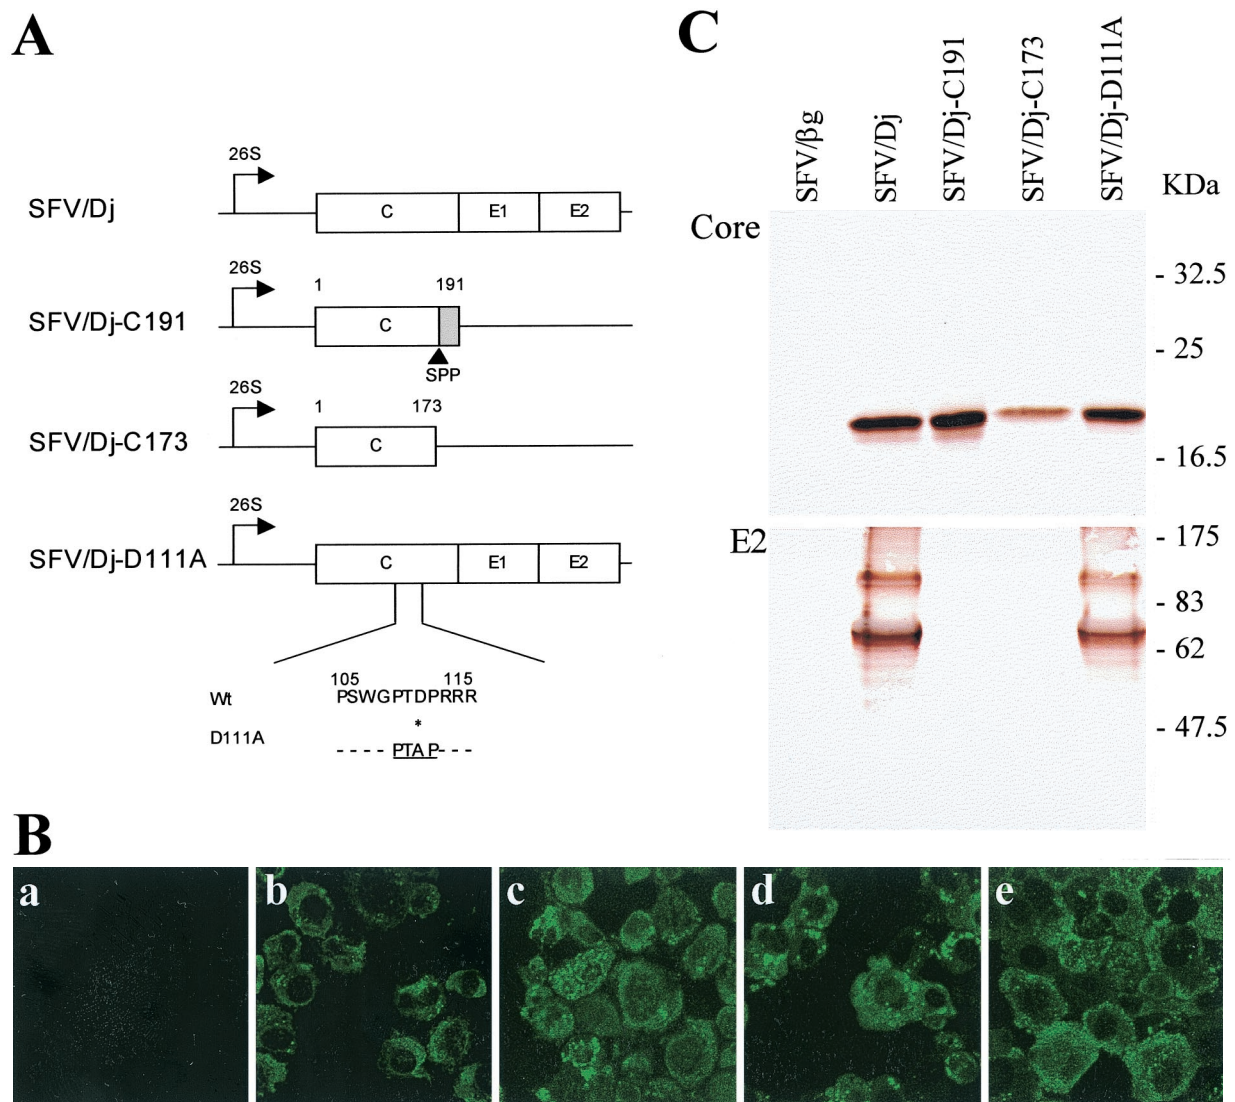 A
26S
SFV/Dj
C E1 E2
26S
1 191
SFV/Dj-C191
C
SPP
26S
1 173
SFV/Dj-C173
C
26S
SFV/Dj-D111A
C E1 E2
105 115
Wt PSWGPTDPRRR
*
D111A ----PTAP---
C
SFV/βg
SFV/Dj
SFV/Dj-C191
SFV/Dj-C173
SFV/Dj-D111A
KDa
Core
- 32.5
- 25
- 16.5
E2
- 175
- 83
- 62
- 47.5
B
a b c d e